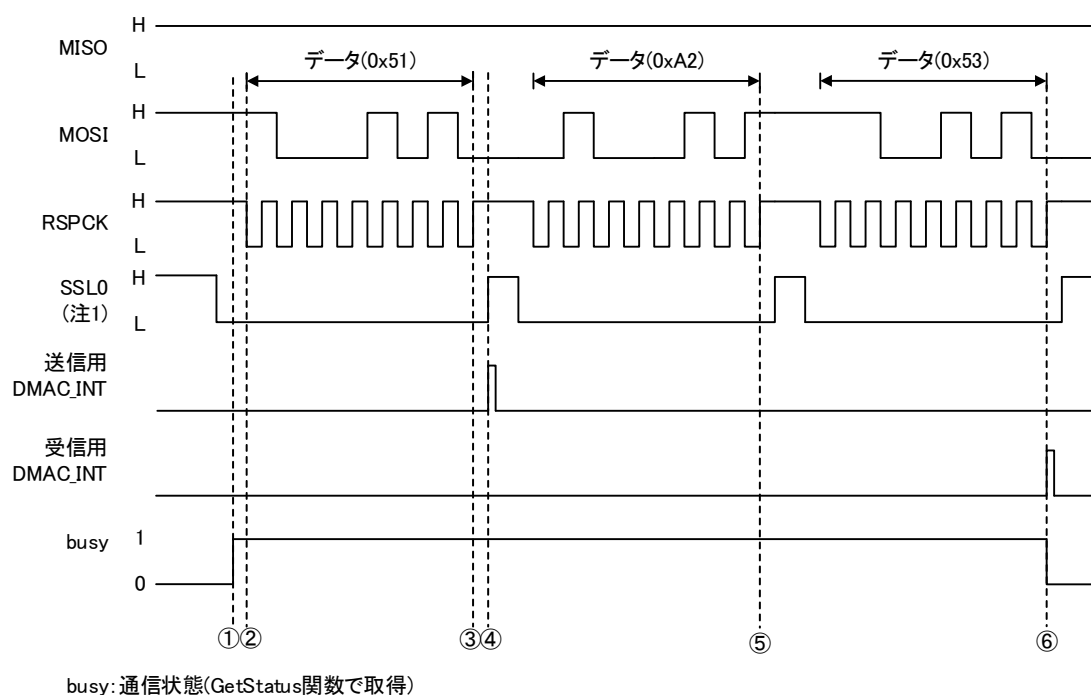 H
MISO
L
データ(0x51)
データ(0xA2)
データ(0x53)
H
MOSI
L
H
RSPCK
L
H
SSL0
(注1)
L
送信用
DMAC_INT
受信用
DMAC_INT
busy
1
0
①②
③④
⑤
⑥
busy:通信状態(GetStatus関数で取得)